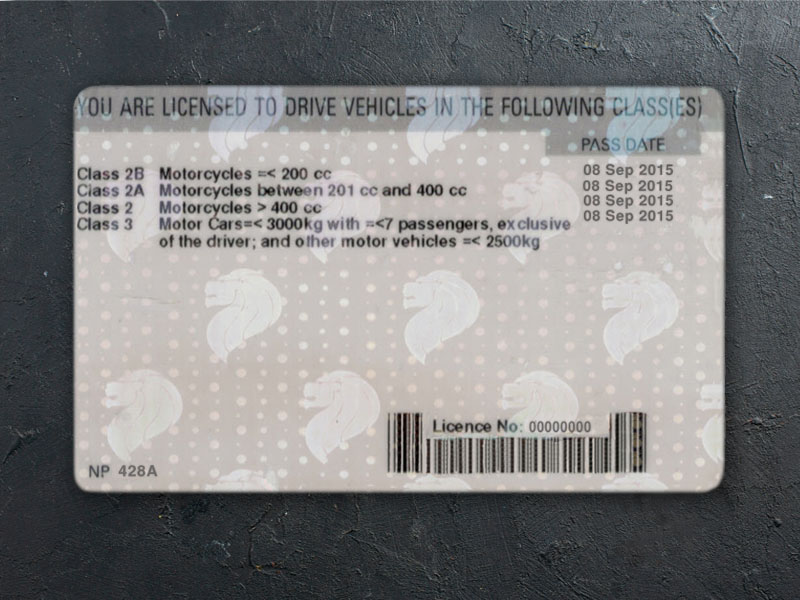 YOU ARE LICENSED TO DRIVE VEHICLES IN THE FOLLOWING CLASS(ES)
PASS DATE
Class 2B Motorcycles =< 200 cc 08 Sep 2015
Class 2A Motorcycles between 201 cc and 400 cc 08 Sep 2015
Class 2 Motorcycles > 400 cc 08 Sep 2015
Class 3 Motor Cars=< 3000kg with =<7 passengers, exclusive 08 Sep 2015
of the driver; and other motor vehicles =< 2500kg
Licence No: 00000000
NP 428A